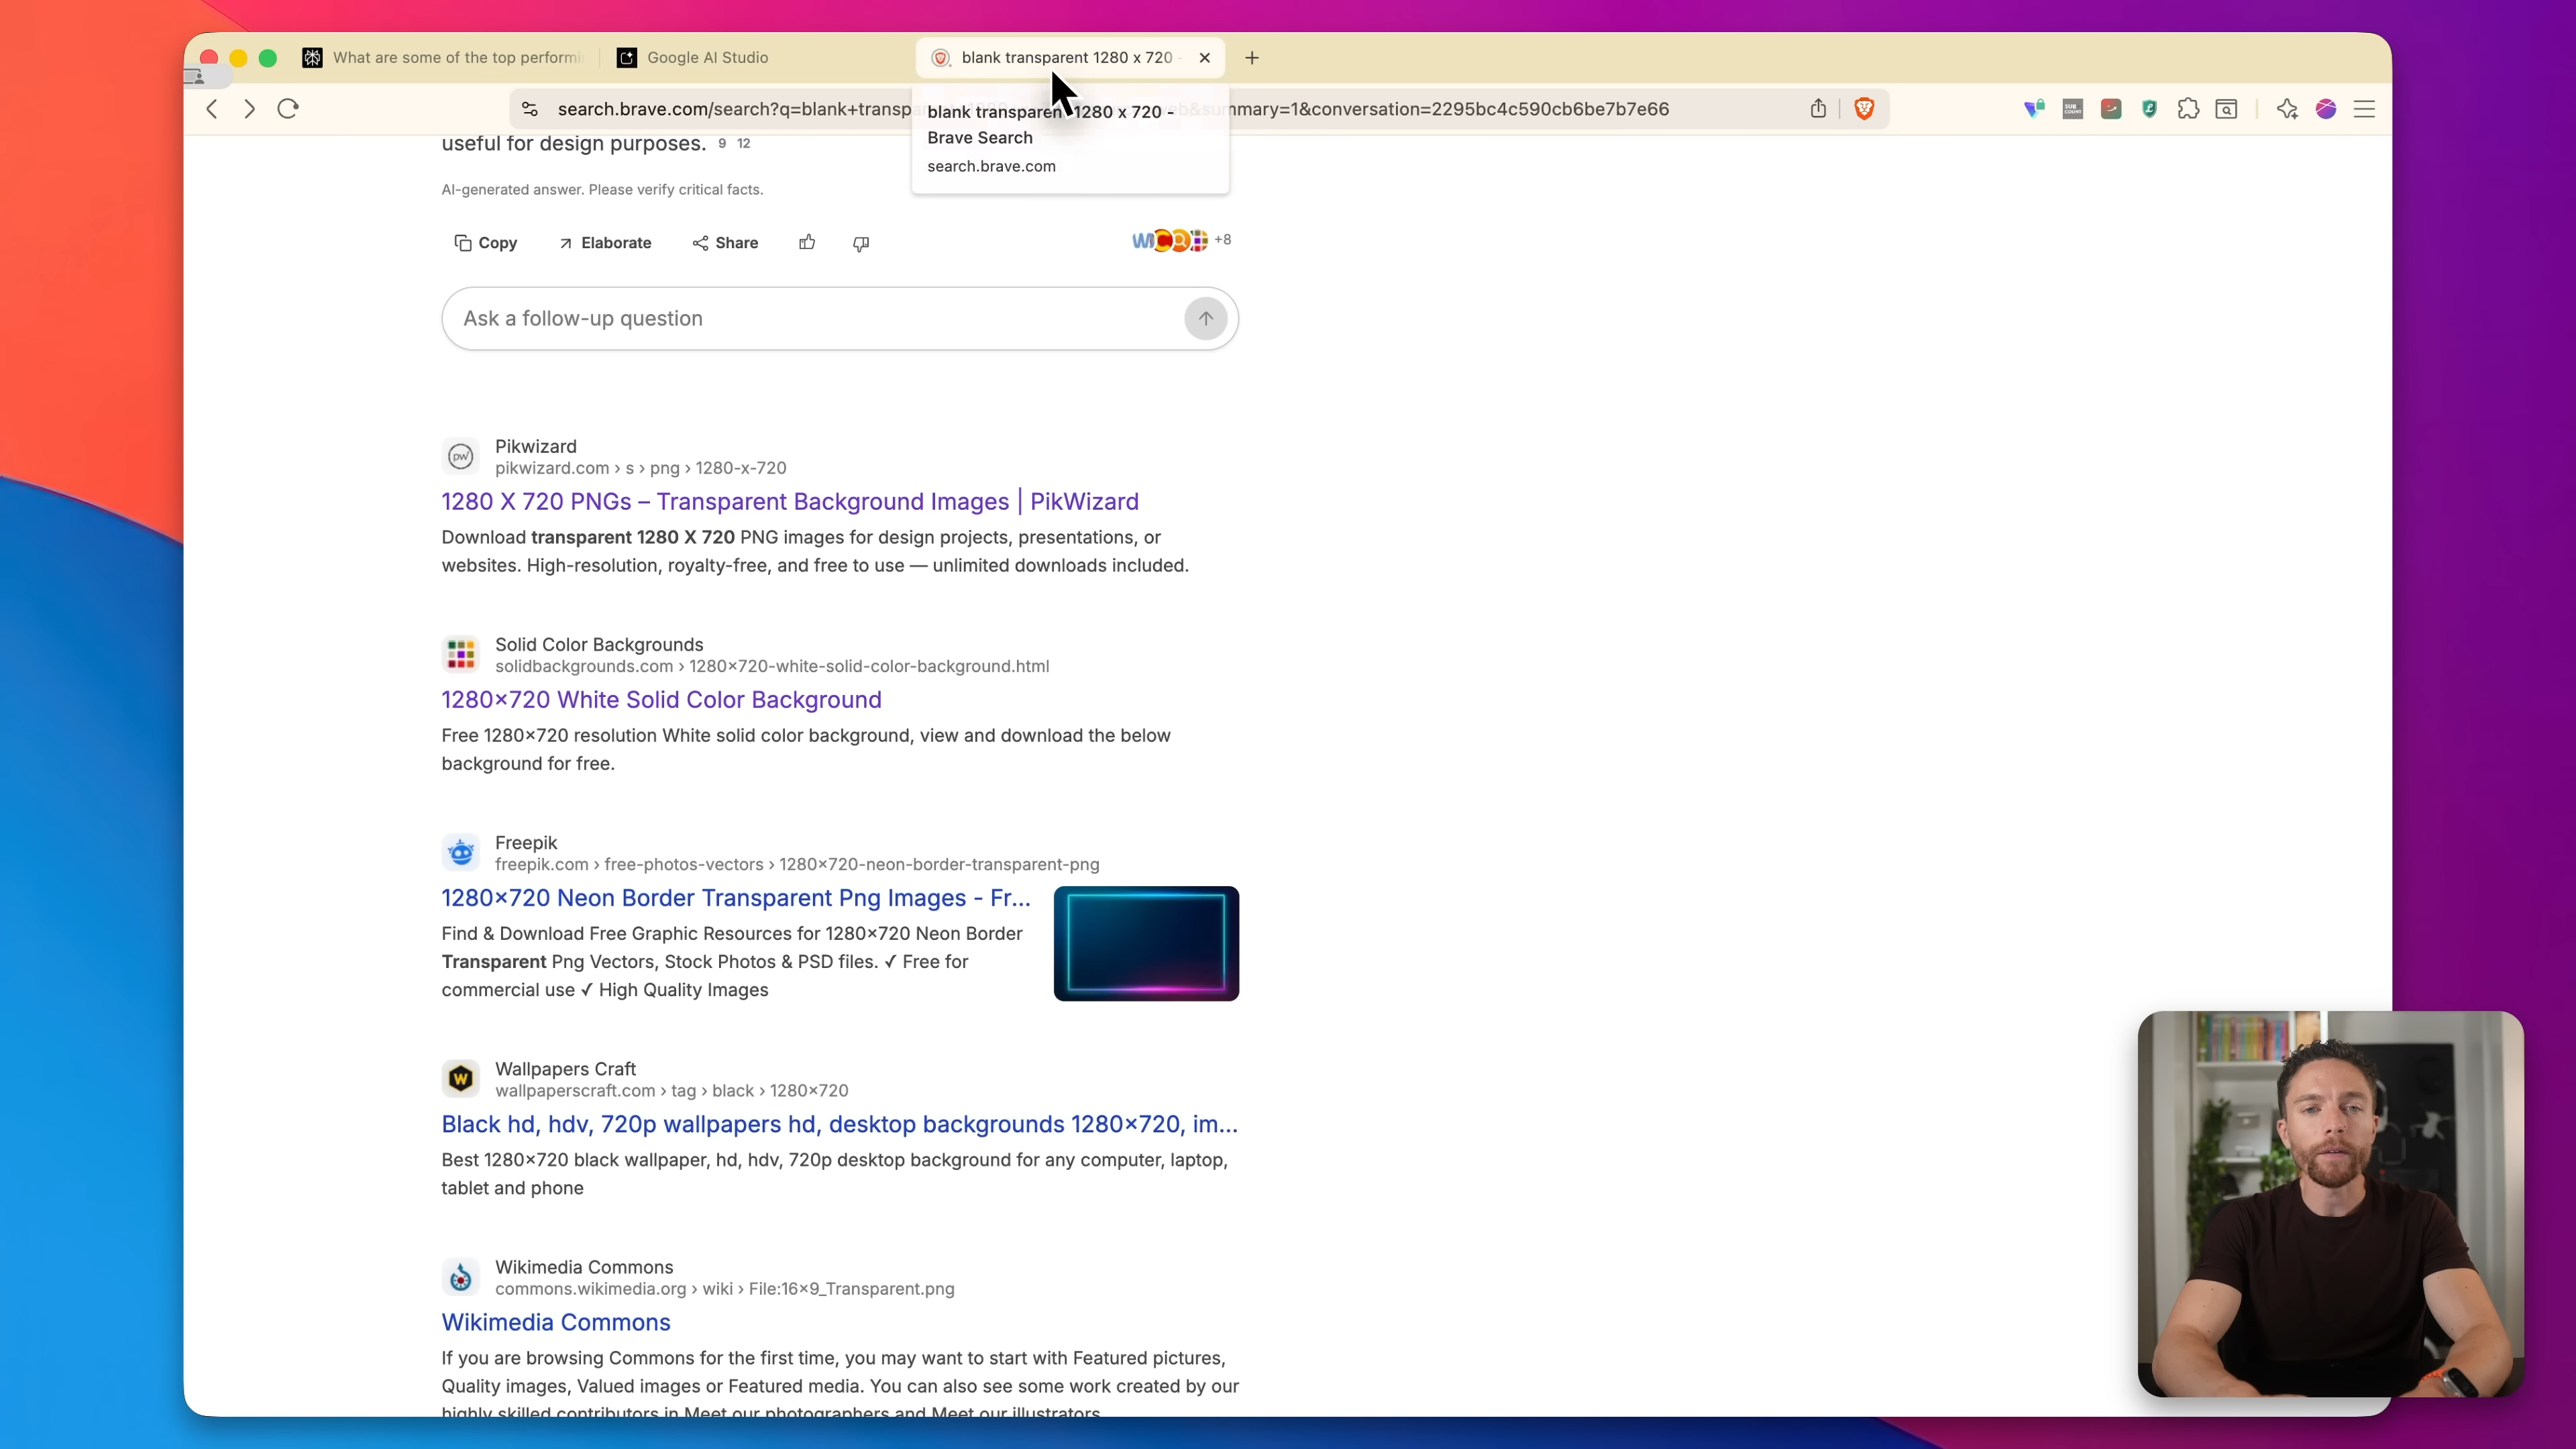 What are some of the top performi
Google AI Studio
blank transparent 1280 x 720 -
search.brave.com/search?q=blank+transpa
&summary=1&conversation=2295bc4c590cb6be7b7e66
blank transparent 1280 x 720 -
Brave Search
search.brave.com
useful for design purposes. 9 12
AI-generated answer. Please verify critical facts.
Copy
Elaborate
Share
+8
Ask a follow-up question
pw
Pikwizard
pikwizard.com › s › png › 1280-x-720
1280 X 720 PNGs – Transparent Background Images | PikWizard
Download transparent 1280 X 720 PNG images for design projects, presentations, or
websites. High-resolution, royalty-free, and free to use — unlimited downloads included.
Solid Color Backgrounds
solidbackgrounds.com › 1280×720-white-solid-color-background.html
1280×720 White Solid Color Background
Free 1280×720 resolution White solid color background, view and download the below
background for free.
Freepik
freepik.com › free-photos-vectors › 1280×720-neon-border-transparent-png
1280×720 Neon Border Transparent Png Images - Fr...
Find & Download Free Graphic Resources for 1280×720 Neon Border
Transparent Png Vectors, Stock Photos & PSD files. ✓ Free for
commercial use ✓ High Quality Images
W
Wallpapers Craft
wallpaperscraft.com › tag › black › 1280×720
Black hd, hdv, 720p wallpapers hd, desktop backgrounds 1280×720, im...
Best 1280×720 black wallpaper, hd, hdv, 720p desktop background for any computer, laptop,
tablet and phone
Wikimedia Commons
commons.wikimedia.org › wiki › File:16×9_Transparent.png
Wikimedia Commons
If you are browsing Commons for the first time, you may want to start with Featured pictures,
Quality images, Valued images or Featured media. You can also see some work created by our
highly skilled contributors in Meet our photographers and Meet our illustrators.